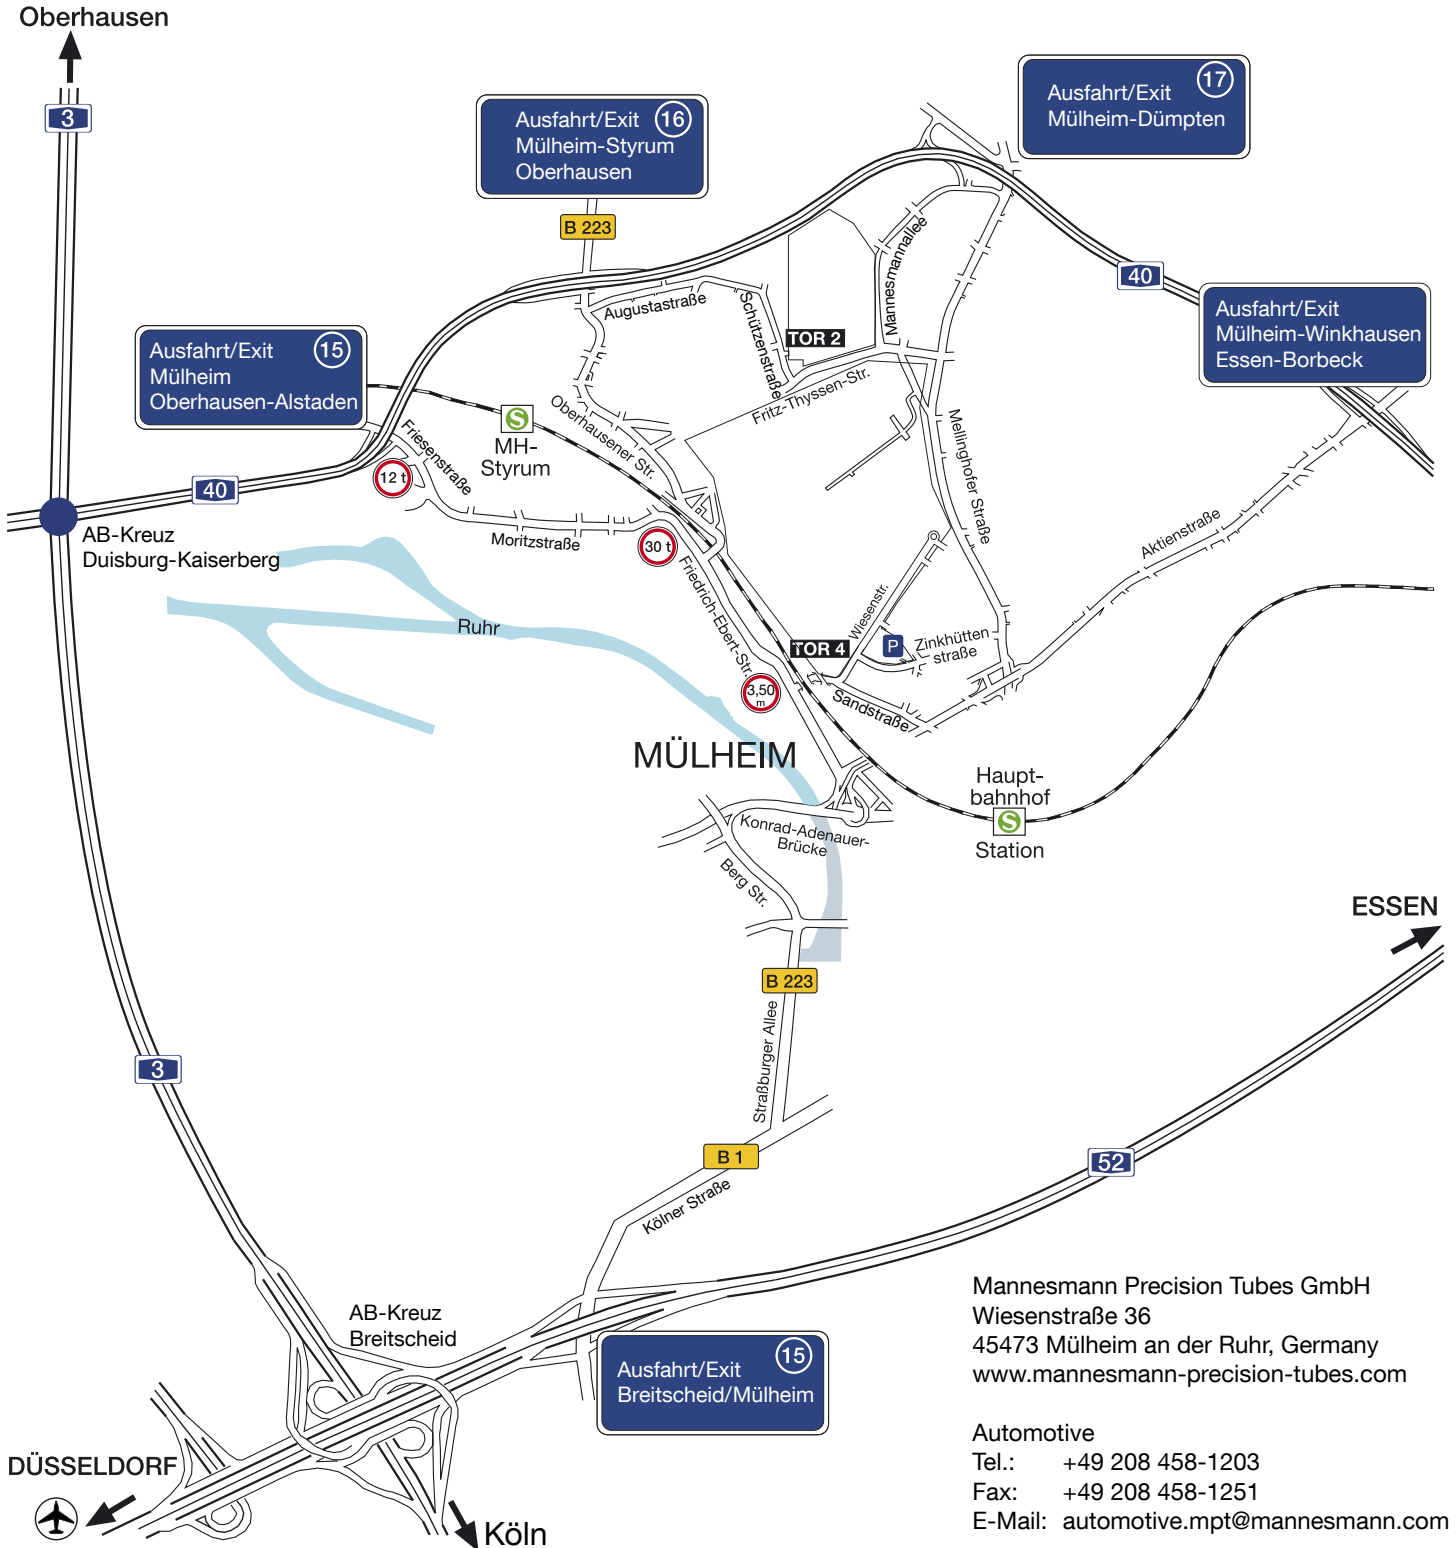 Oberhausen
3
Ausfahrt/Exit 16
Mülheim-Styrum
Oberhausen
B 223
Ausfahrt/Exit 17
Mülheim-Dümpten
40
Ausfahrt/Exit
Mülheim-Winkhausen
Essen-Borbeck
Ausfahrt/Exit 15
Mülheim
Oberhausen-Alstaden
Augustastraße
Schützenstraße
TOR 2
Mannesmannallee
Fritz-Thyssen-Str.
Oberhausener Str.
Mellinghofer Straße
S
MH-
Styrum
Friesenstraße
12 t
40
AB-Kreuz
Duisburg-Kaiserberg
Moritzstraße
30 t
Friedrich-Ebert-Str.
Aktienstraße
Ruhr
Wiesenstr.
TOR 4
P
Zinkhütten
straße
3,50
m
Sandstraße
MÜLHEIM
Haupt-
bahnhof
S
Station
Konrad-Adenauer-
Brücke
Berg Str.
ESSEN
B 223
Straßburger Allee
3
B 1
52
Kölner Straße
AB-Kreuz
Breitscheid
Ausfahrt/Exit 15
Breitscheid/Mülheim
DÜSSELDORF
Köln
Mannesmann Precision Tubes GmbH
Wiesenstraße 36
45473 Mülheim an der Ruhr, Germany
www.mannesmann-precision-tubes.com
Automotive
Tel.: +49 208 458-1203
Fax: +49 208 458-1251
E-Mail: automotive.mpt@mannesmann.com